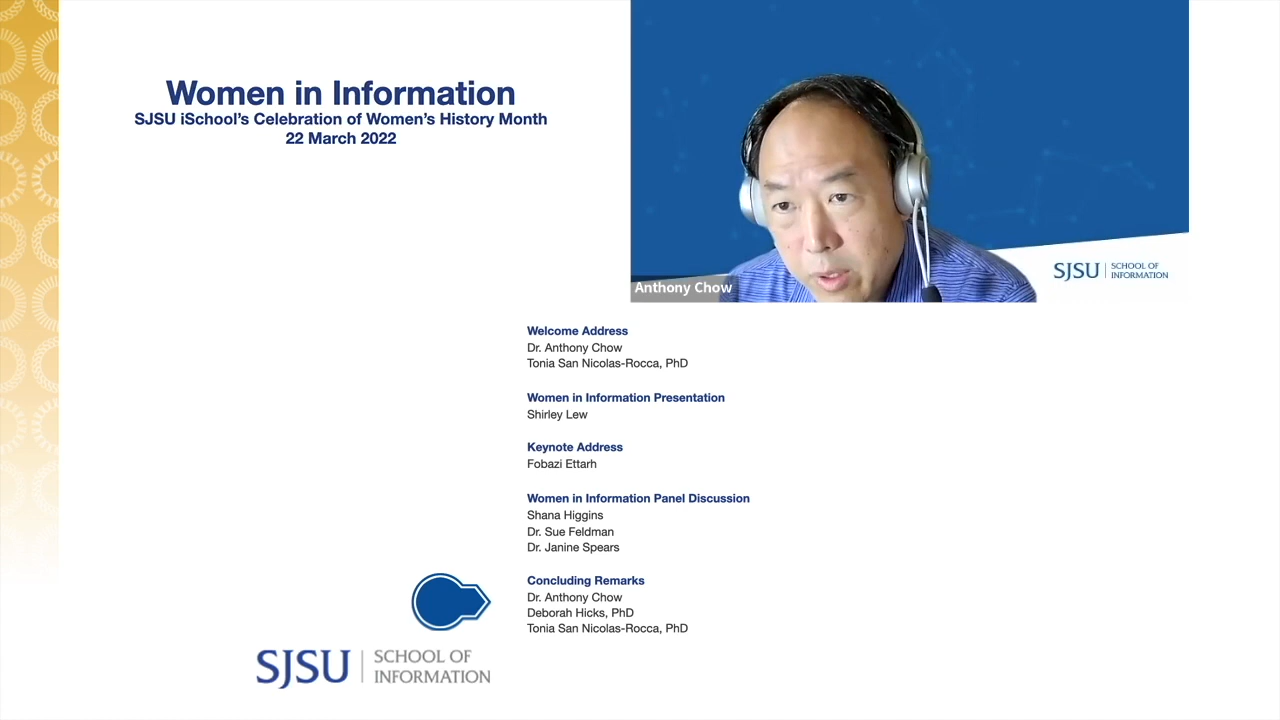 Women in Information
SJSU iSchool's Celebration of Women's History Month
22 March 2022
SJSU | SCHOOL OF
INFORMATION
Anthony Chow
Welcome Address
Dr. Anthony Chow
Tonia San Nicolas-Rocca, PhD
Women in Information Presentation
Shirley Lew
Keynote Address
Fobazi Ettarh
Women in Information Panel Discussion
Shana Higgins
Dr. Sue Feldman
Dr. Janine Spears
Concluding Remarks
Dr. Anthony Chow
Deborah Hicks, PhD
Tonia San Nicolas-Rocca, PhD
SJSU | SCHOOL OF
INFORMATION